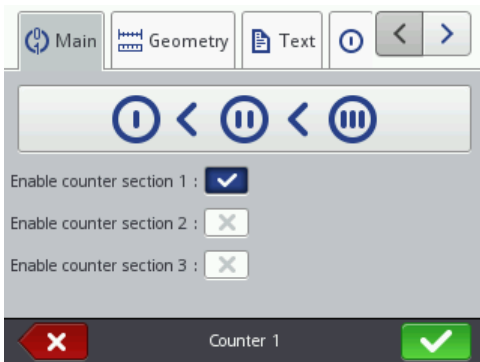 Main Geometry Text
Enable counter section 1 :
Enable counter section 2 :
Enable counter section 3 :
Counter 1